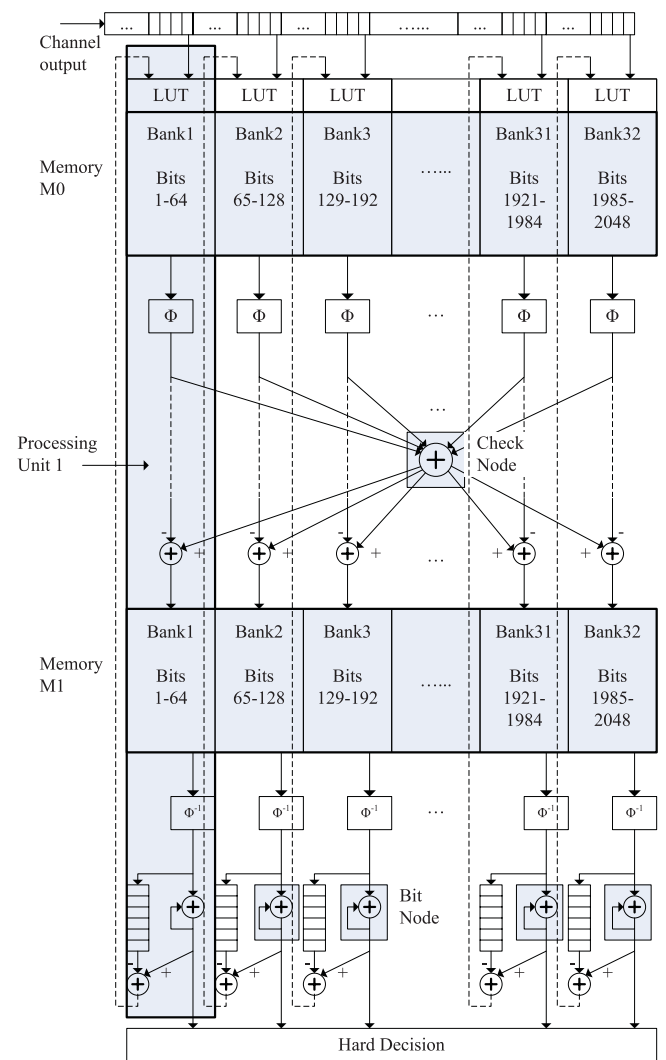 ... ... ... ...... ... ...
Channel
output
LUT LUT LUT LUT LUT
Memory
M0
Bank1 Bank2 Bank3 Bank31 Bank32
......
Bits Bits Bits Bits Bits
1-64 65-128 129-192 1921-1984 1985-2048
Φ Φ Φ ... Φ Φ
...
Processing
Unit 1
Check
Node
+
- - - - -
+ + + + + + ... + + + +
Memory
M1
Bank1 Bank2 Bank3 Bank31 Bank32
......
Bits Bits Bits Bits Bits
1-64 65-128 129-192 1921-1984 1985-2048
Φ-1 Φ-1 Φ-1 ... Φ-1 Φ-1
Bit
Node
+ + + + +
- - - - -
+ + + + + + + + + +
Hard Decision